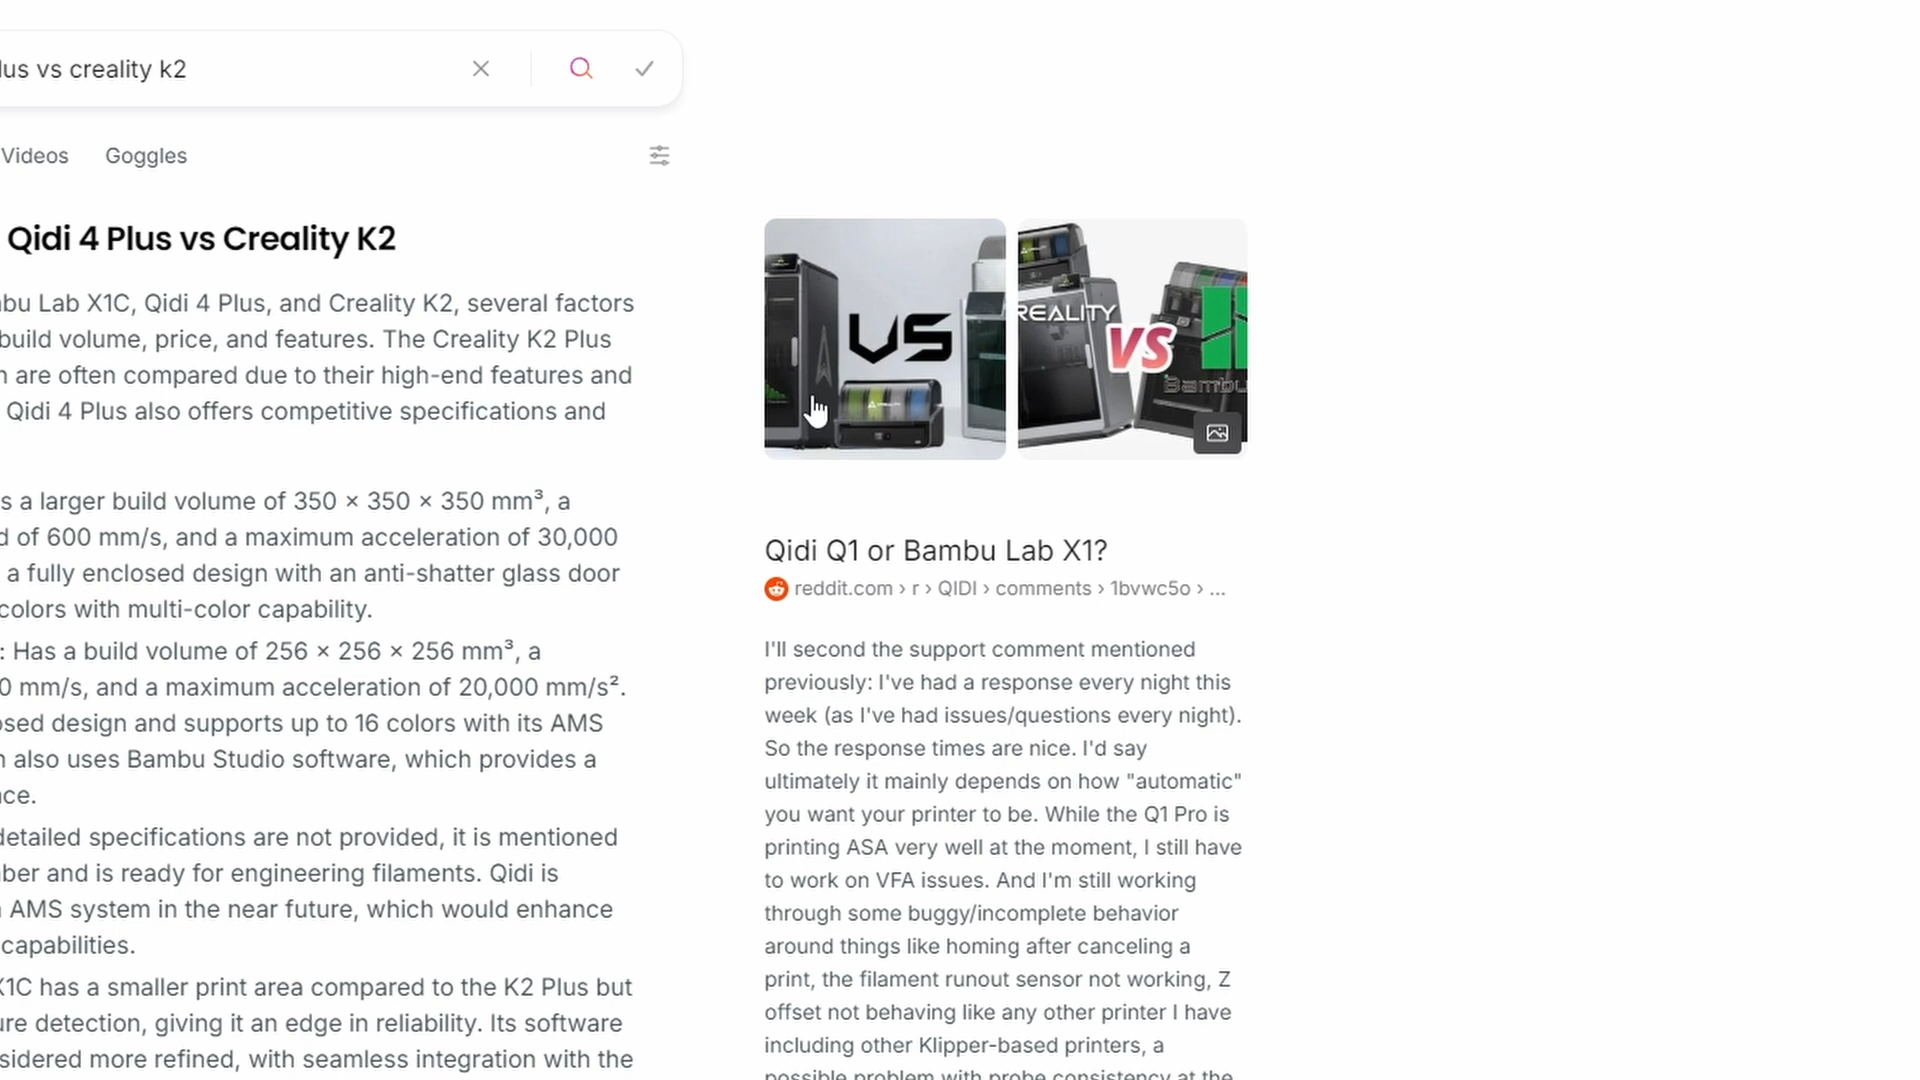 lus vs creality k2
Videos Goggles
Qidi 4 Plus vs Creality K2
bu Lab X1C, Qidi 4 Plus, and Creality K2, several factors
build volume, price, and features. The Creality K2 Plus
are often compared due to their high-end features and
Qidi 4 Plus also offers competitive specifications and
s a larger build volume of 350 × 350 × 350 mm³, a
d of 600 mm/s, and a maximum acceleration of 30,000
a fully enclosed design with an anti-shatter glass door
colors with multi-color capability.
: Has a build volume of 256 × 256 × 256 mm³, a
0 mm/s, and a maximum acceleration of 20,000 mm/s².
osed design and supports up to 16 colors with its AMS
also uses Bambu Studio software, which provides a
ce.
detailed specifications are not provided, it is mentioned
ber and is ready for engineering filaments. Qidi is
AMS system in the near future, which would enhance
capabilities.
X1C has a smaller print area compared to the K2 Plus but
ure detection, giving it an edge in reliability. Its software
sidered more refined, with seamless integration with the
VS
REALITY
VS
Bambu
Qidi Q1 or Bambu Lab X1?
reddit.com › r › QIDI › comments › 1bvwc5o › ...
I'll second the support comment mentioned
previously: I've had a response every night this
week (as I've had issues/questions every night).
So the response times are nice. I'd say
ultimately it mainly depends on how "automatic"
you want your printer to be. While the Q1 Pro is
printing ASA very well at the moment, I still have
to work on VFA issues. And I'm still working
through some buggy/incomplete behavior
around things like homing after canceling a
print, the filament runout sensor not working, Z
offset not behaving like any other printer I have
including other Klipper-based printers, a
possible problem with probe consistency at the